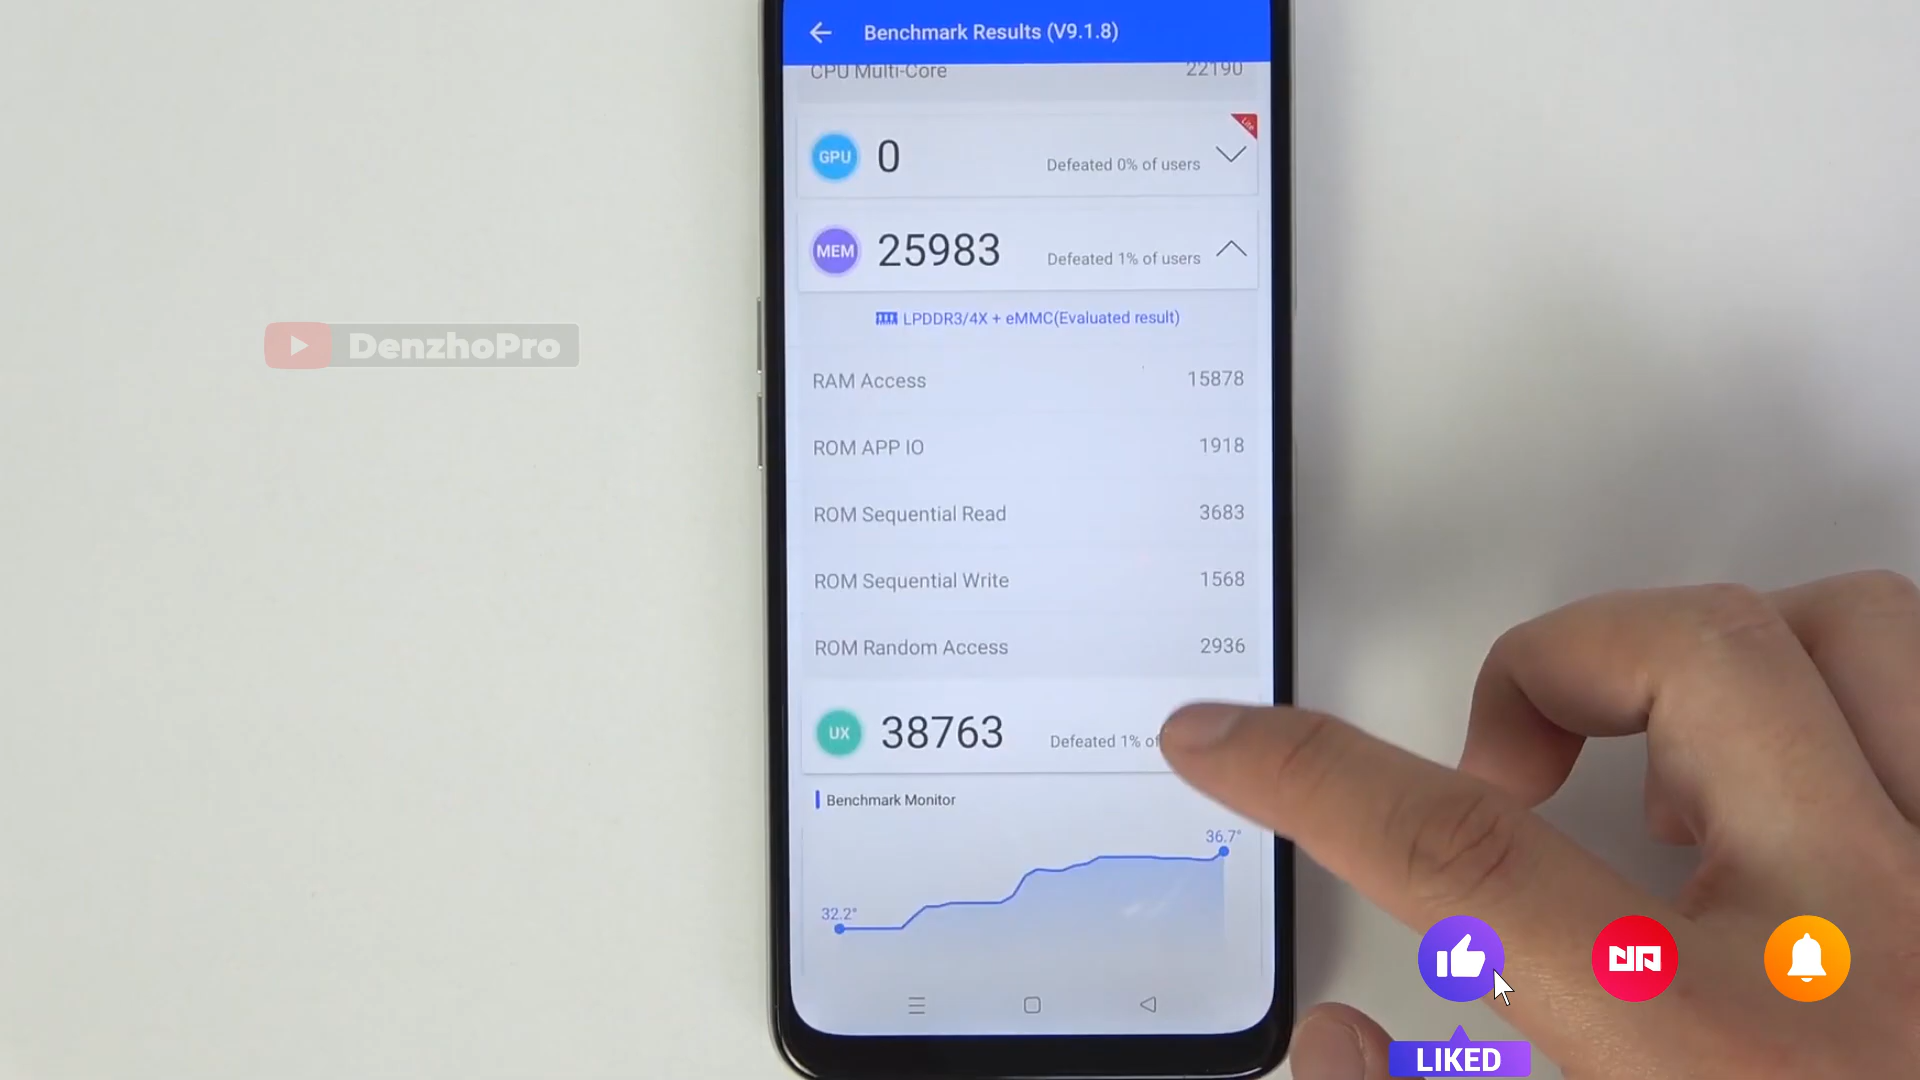 Benchmark Results (V9.1.8)
CPU Multi-Core 22190
GPU 0 Defeated 0% of users
Lite
MEM 25983 Defeated 1% of users
LPDDR3/4X + eMMC(Evaluated result)
RAM Access 15878
ROM APP IO 1918
ROM Sequential Read 3683
ROM Sequential Write 1568
ROM Random Access 2936
UX 38763 Defeated 1% of
Benchmark Monitor
36.7°
32.2°
DenzhoPro
LIKED